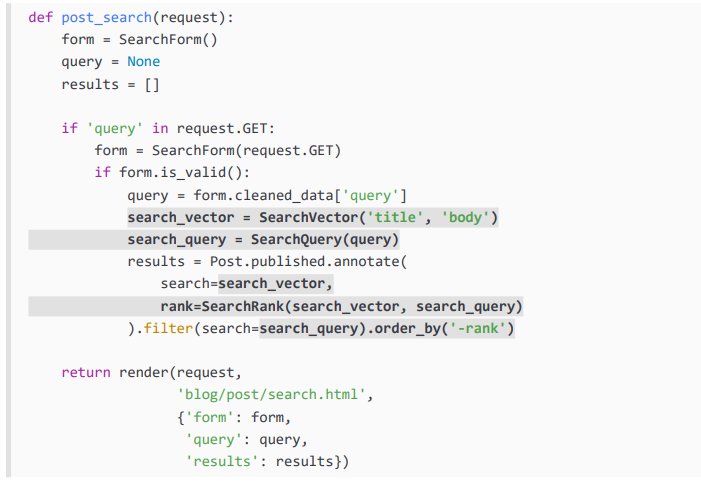 def post_search(request):
    form = SearchForm()
    query = None
    results = []

    if 'query' in request.GET:
        form = SearchForm(request.GET)
        if form.is_valid():
            query = form.cleaned_data['query']
            search_vector = SearchVector('title', 'body')
            search_query = SearchQuery(query)
            results = Post.published.annotate(
                search=search_vector,
                rank=SearchRank(search_vector, search_query)
            ).filter(search=search_query).order_by('-rank')

    return render(request,
                  'blog/post/search.html',
                  {'form': form,
                   'query': query,
                   'results': results})